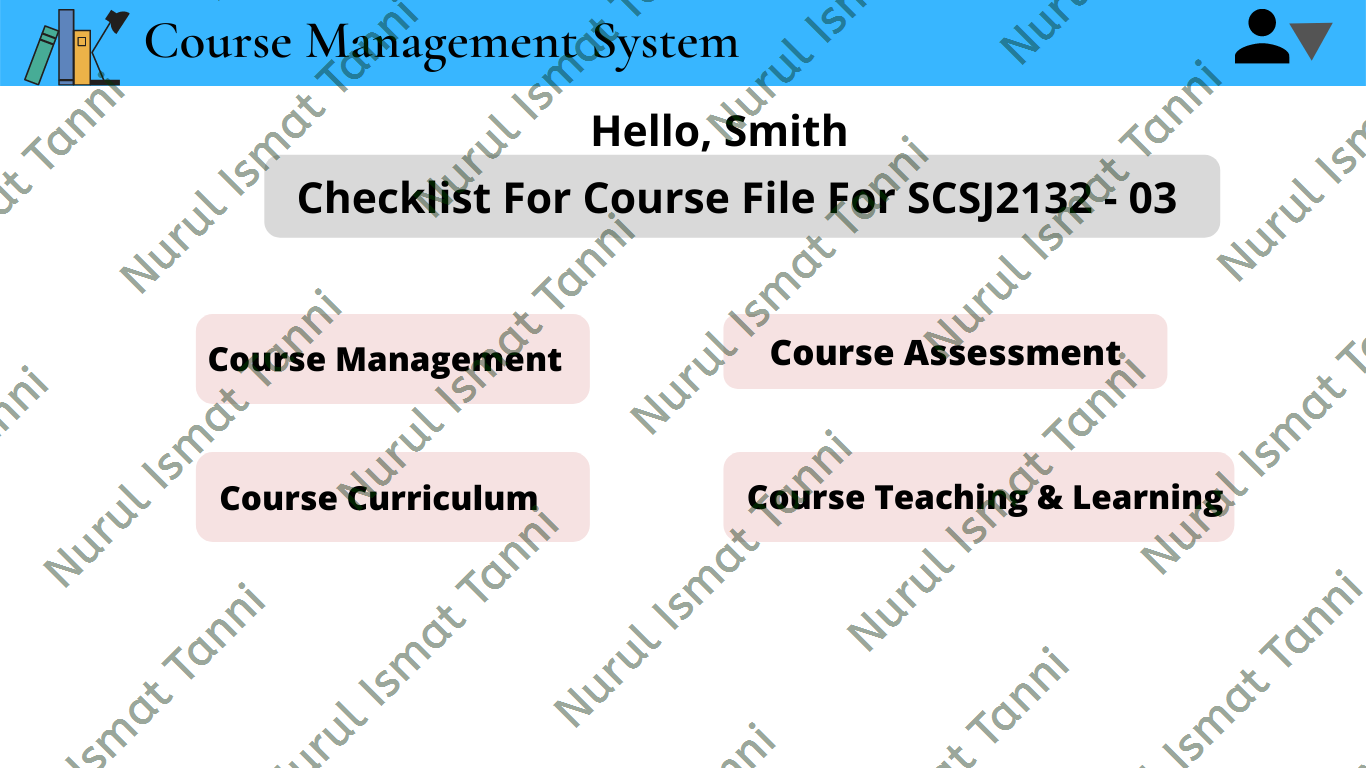 Course Management System
Hello, Smith
Checklist For Course File For SCSJ2132 - 03
Course Management
Course Assessment
Course Curriculum
Course Teaching & Learning
Nurul Ismat Tanni